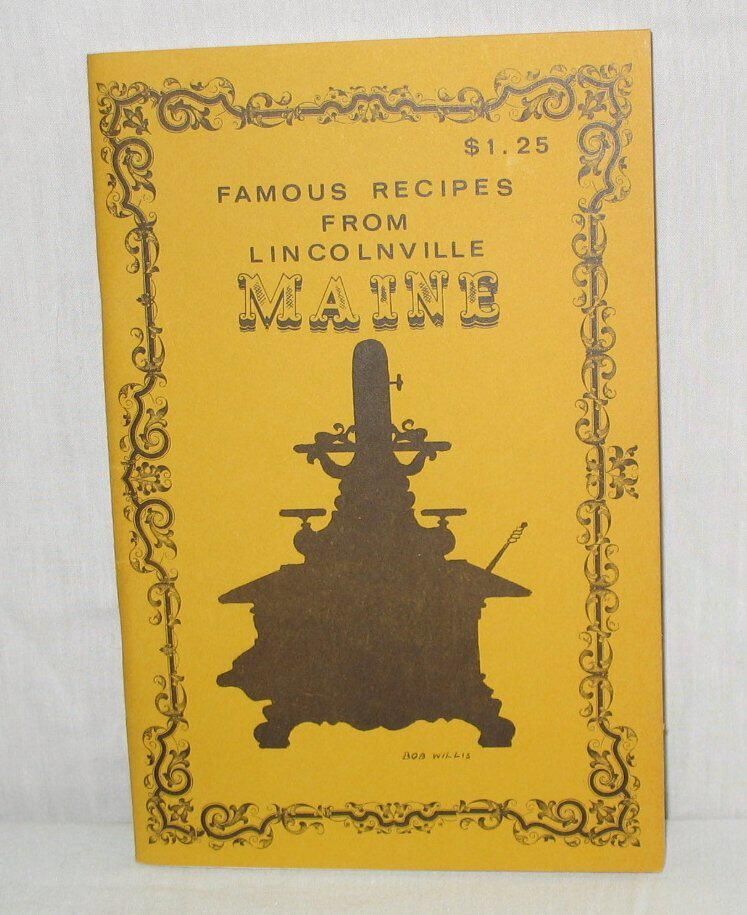 $1.25
FAMOUS RECIPES
FROM
LINCOLNVILLE
MAINE
BOB WILLIS